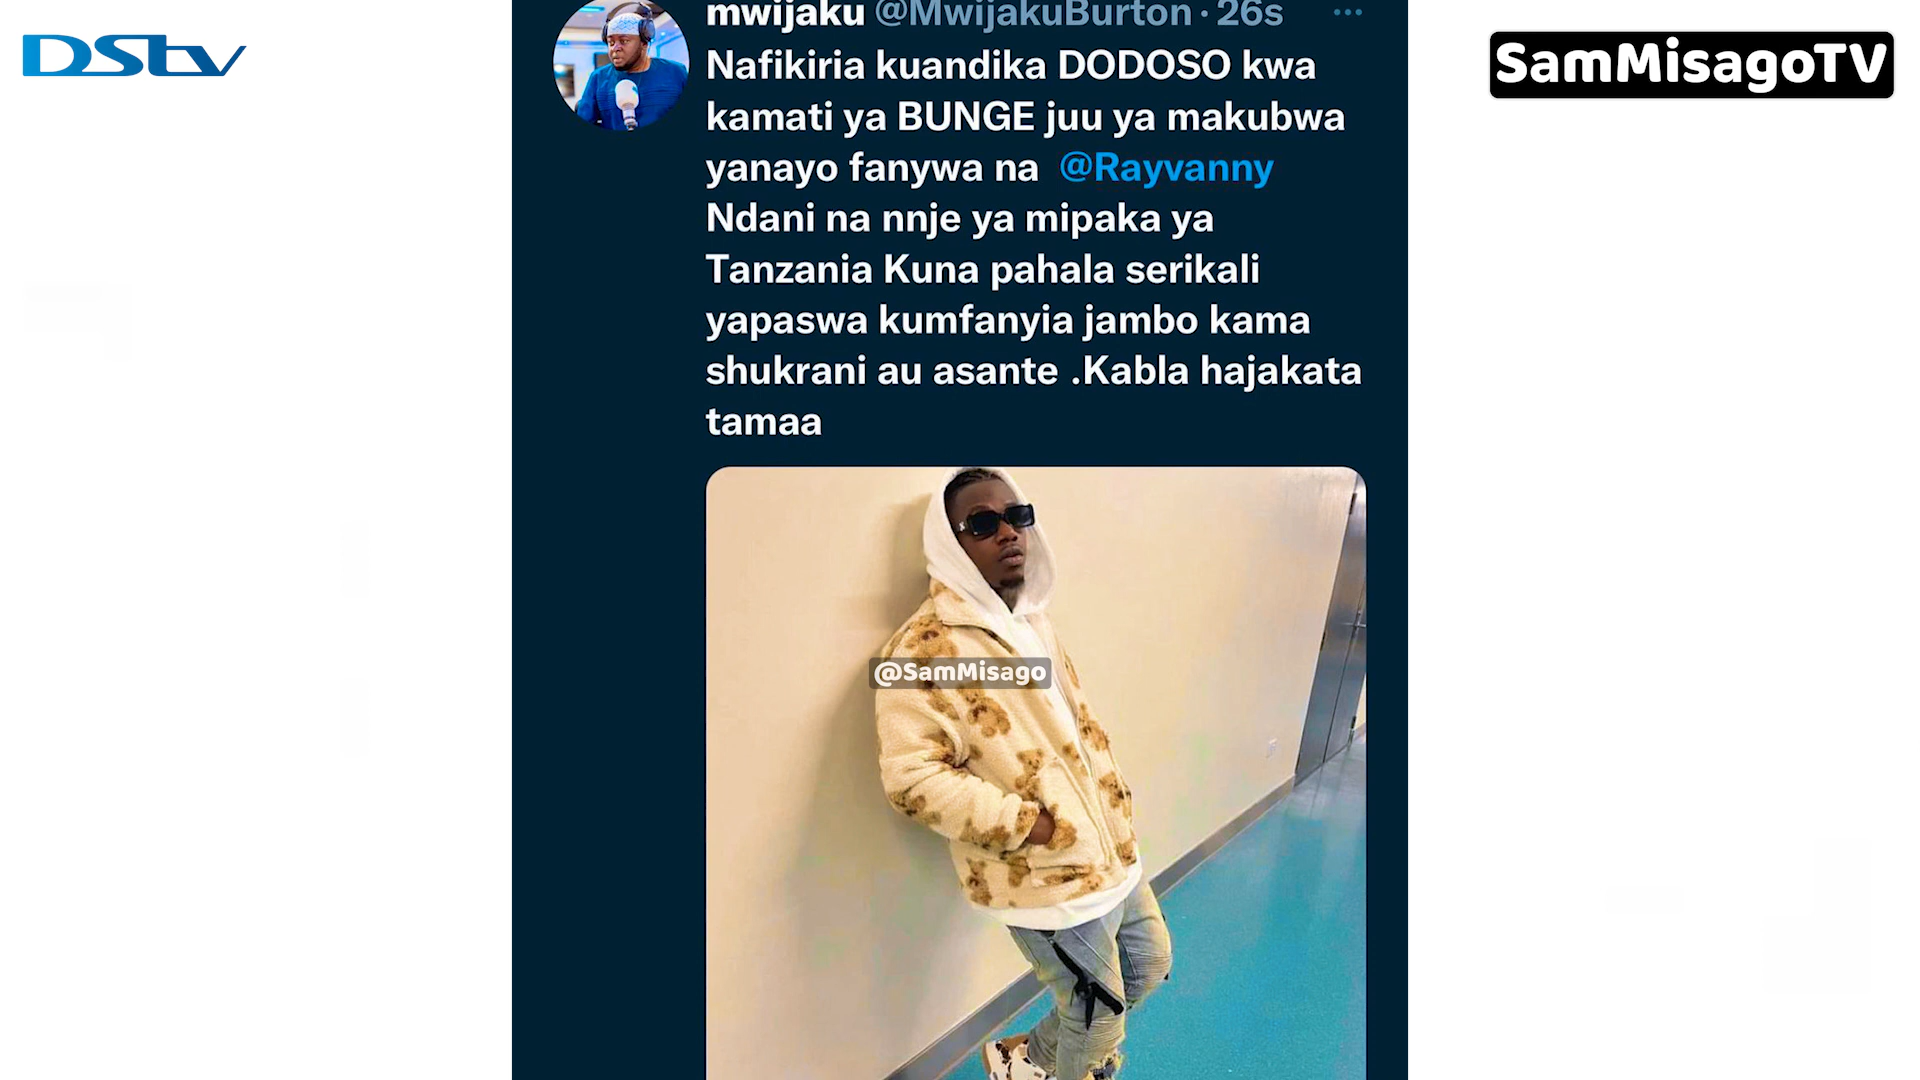 DStv
SamMisagoTV
mwijaku @MwijakuBurton · 26s
Nafikiria kuandika DODOSO kwa
kamati ya BUNGE juu ya makubwa
yanayo fanywa na @Rayvanny
Ndani na nnje ya mipaka ya
Tanzania Kuna pahala serikali
yapaswa kumfanyia jambo kama
shukrani au asante .Kabla hajakata
tamaa
@SamMisago